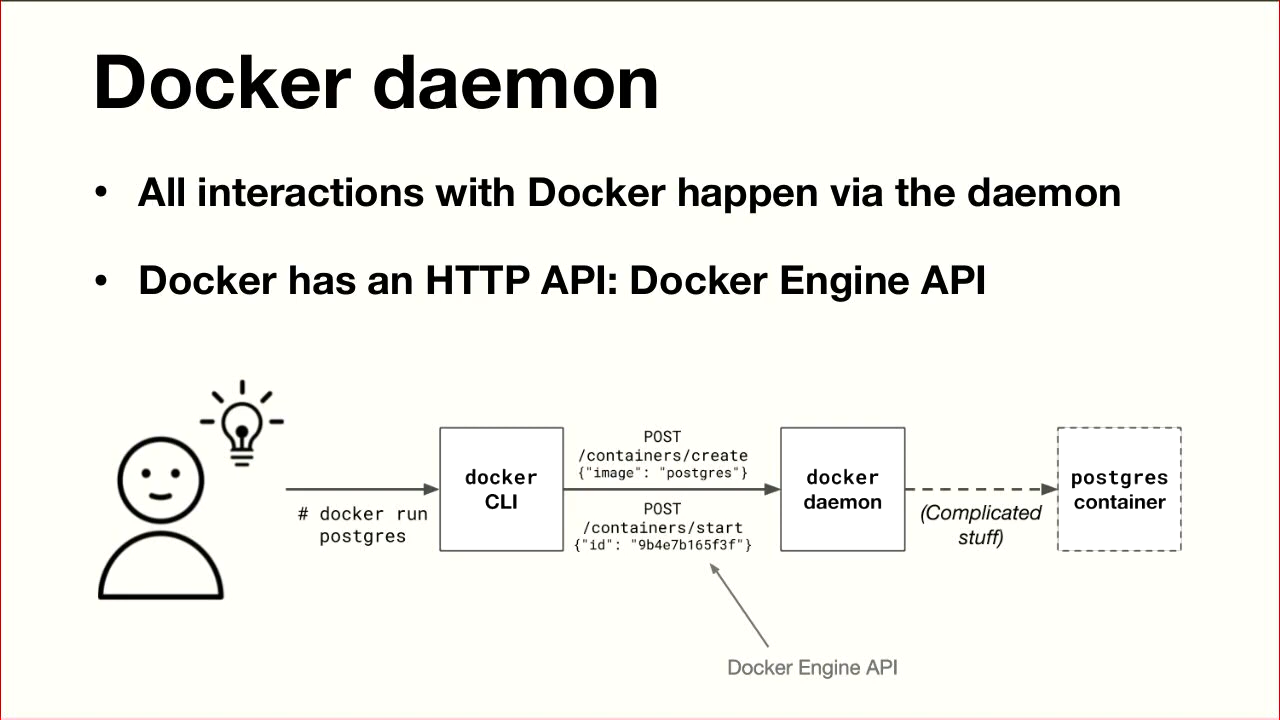 Docker daemon
• All interactions with Docker happen via the daemon
• Docker has an HTTP API: Docker Engine API
# docker run
postgres
docker
CLI
POST
/containers/create
{"image": "postgres"}
POST
/containers/start
{"id": "9b4e7b165f3f"}
docker
daemon
(Complicated
stuff)
postgres
container
Docker Engine API